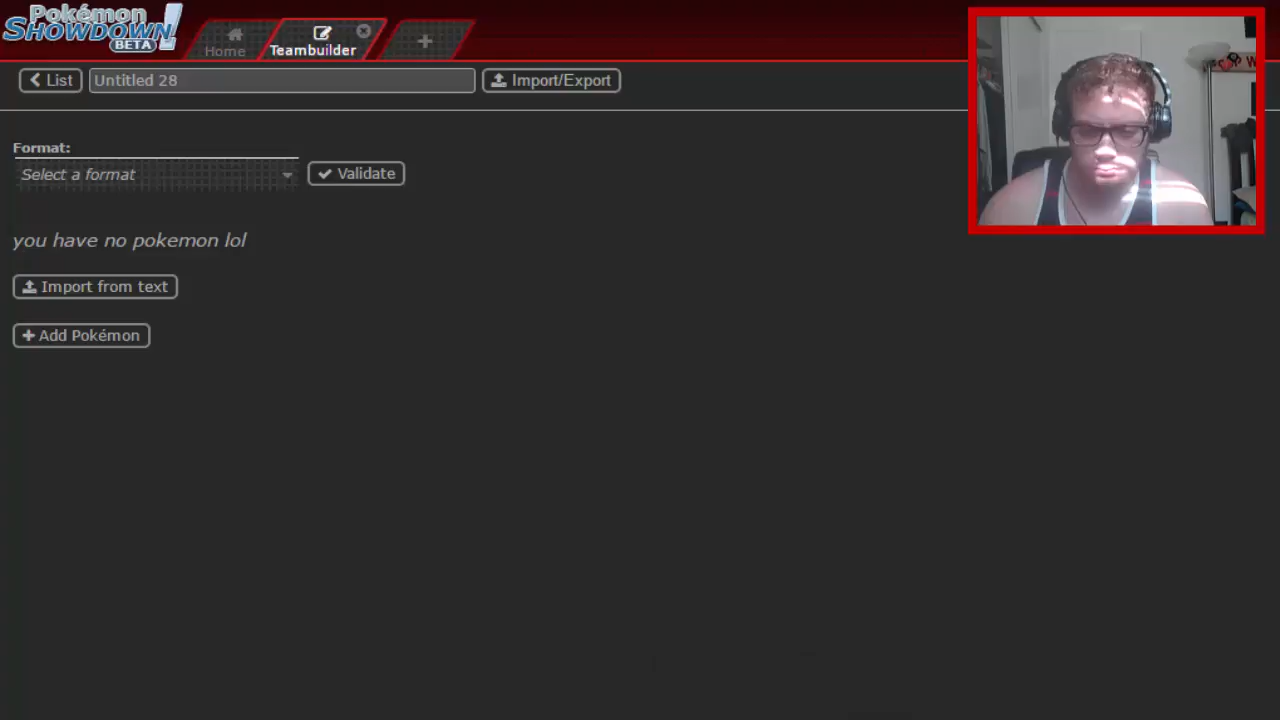 Pokémon
SHOWDOWN!
BETA
Home
Teambuilder
List
Untitled 28
Import/Export
Format:
Select a format
Validate
you have no pokemon lol
Import from text
Add Pokémon